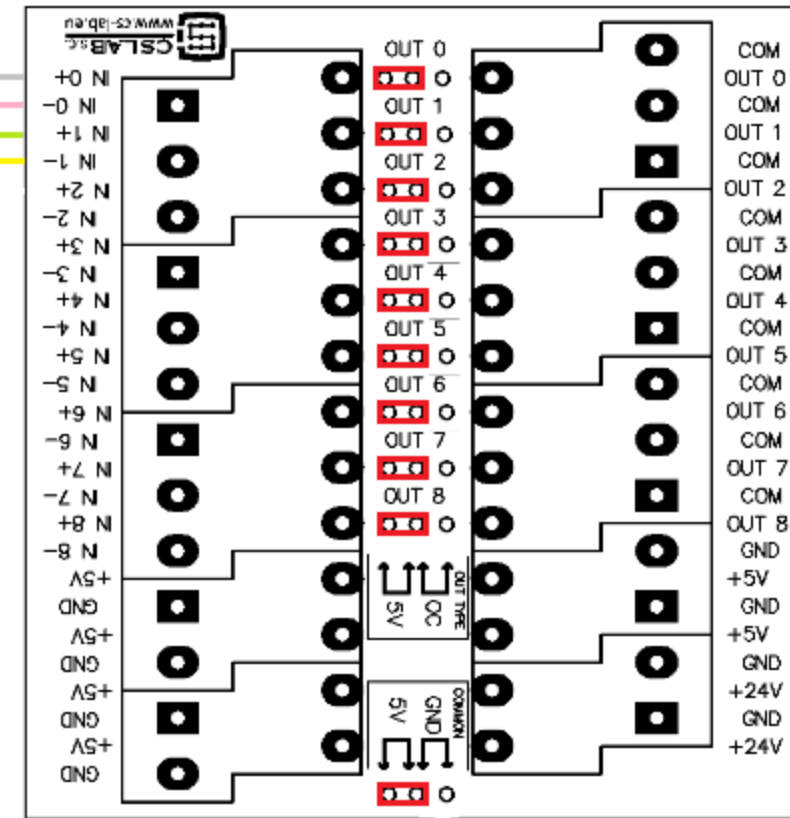 CSLAB s.c.
www.cs-lab.eu
IN 0+
IN 0-
IN 1+
IN 1-
IN 2+
IN 2-
IN 3+
IN 3-
IN 4+
IN 4-
IN 5+
IN 5-
IN 6+
IN 6-
IN 7+
IN 7-
IN 8+
IN 8-
+5V
GND
+5V
GND
+5V
GND
+5V
GND
OUT 0
OUT 1
OUT 2
OUT 3
OUT 4
OUT 5
OUT 6
OUT 7
OUT 8
5V
OC
OUT TYPE
5V
GND
COMMON
COM
OUT 0
COM
OUT 1
COM
OUT 2
COM
OUT 3
COM
OUT 4
COM
OUT 5
COM
OUT 6
COM
OUT 7
COM
OUT 8
GND
+5V
GND
+5V
GND
+24V
GND
+24V